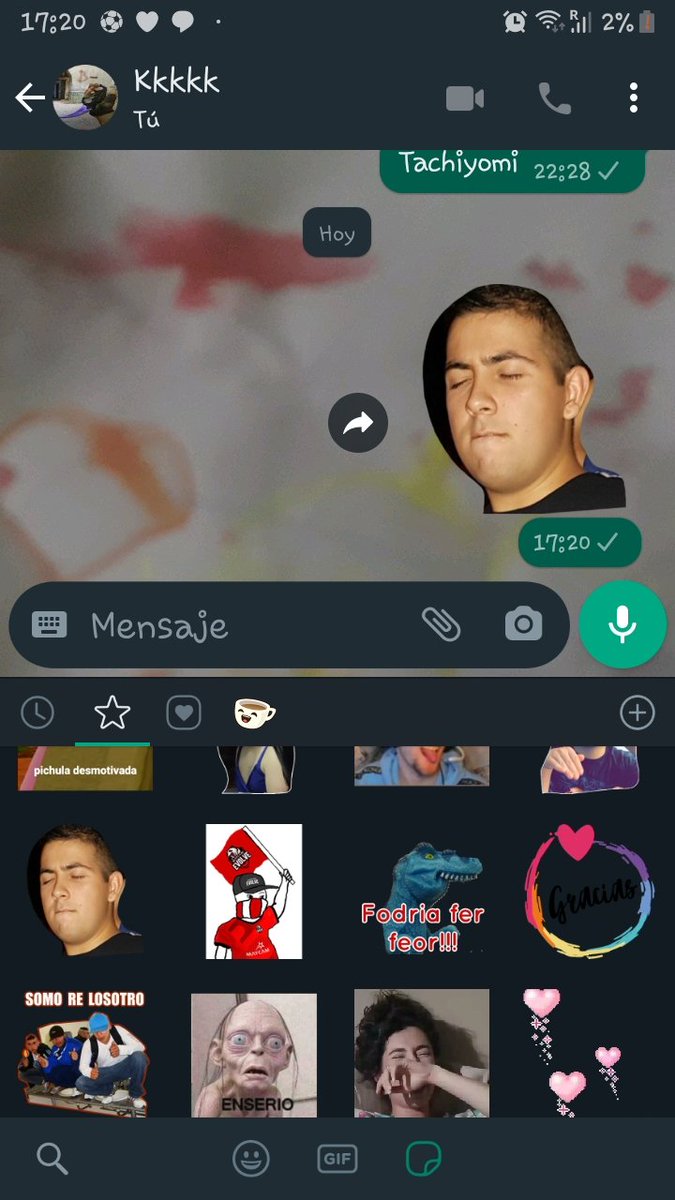 17:20
R
2%
Kkkkk
Tú
Tachiyomi 22:28
Hoy
17:20
Mensaje
pichula desmotivada
EVOLVE
Fodria fer
feor!!!
Gracias
SOMO RE LOSOTRO
ENSERIO
GIF